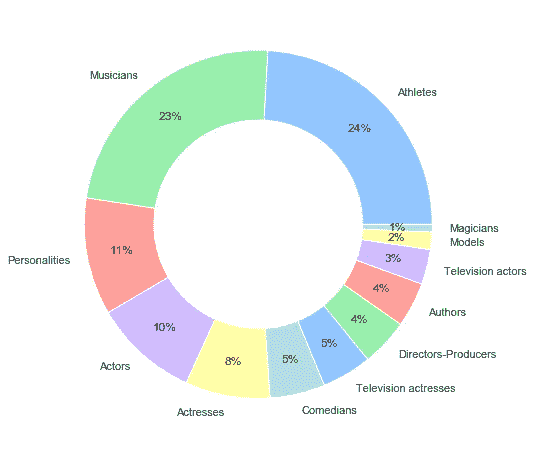 Musicians
Athletes
23%
24%
1%
Magicians
2%
Models
3%
Television actors
11%
Personalities
4%
Authors
4%
Directors-Producers
10%
5%
5%
8%
Actors
Television actresses
Actresses
Comedians